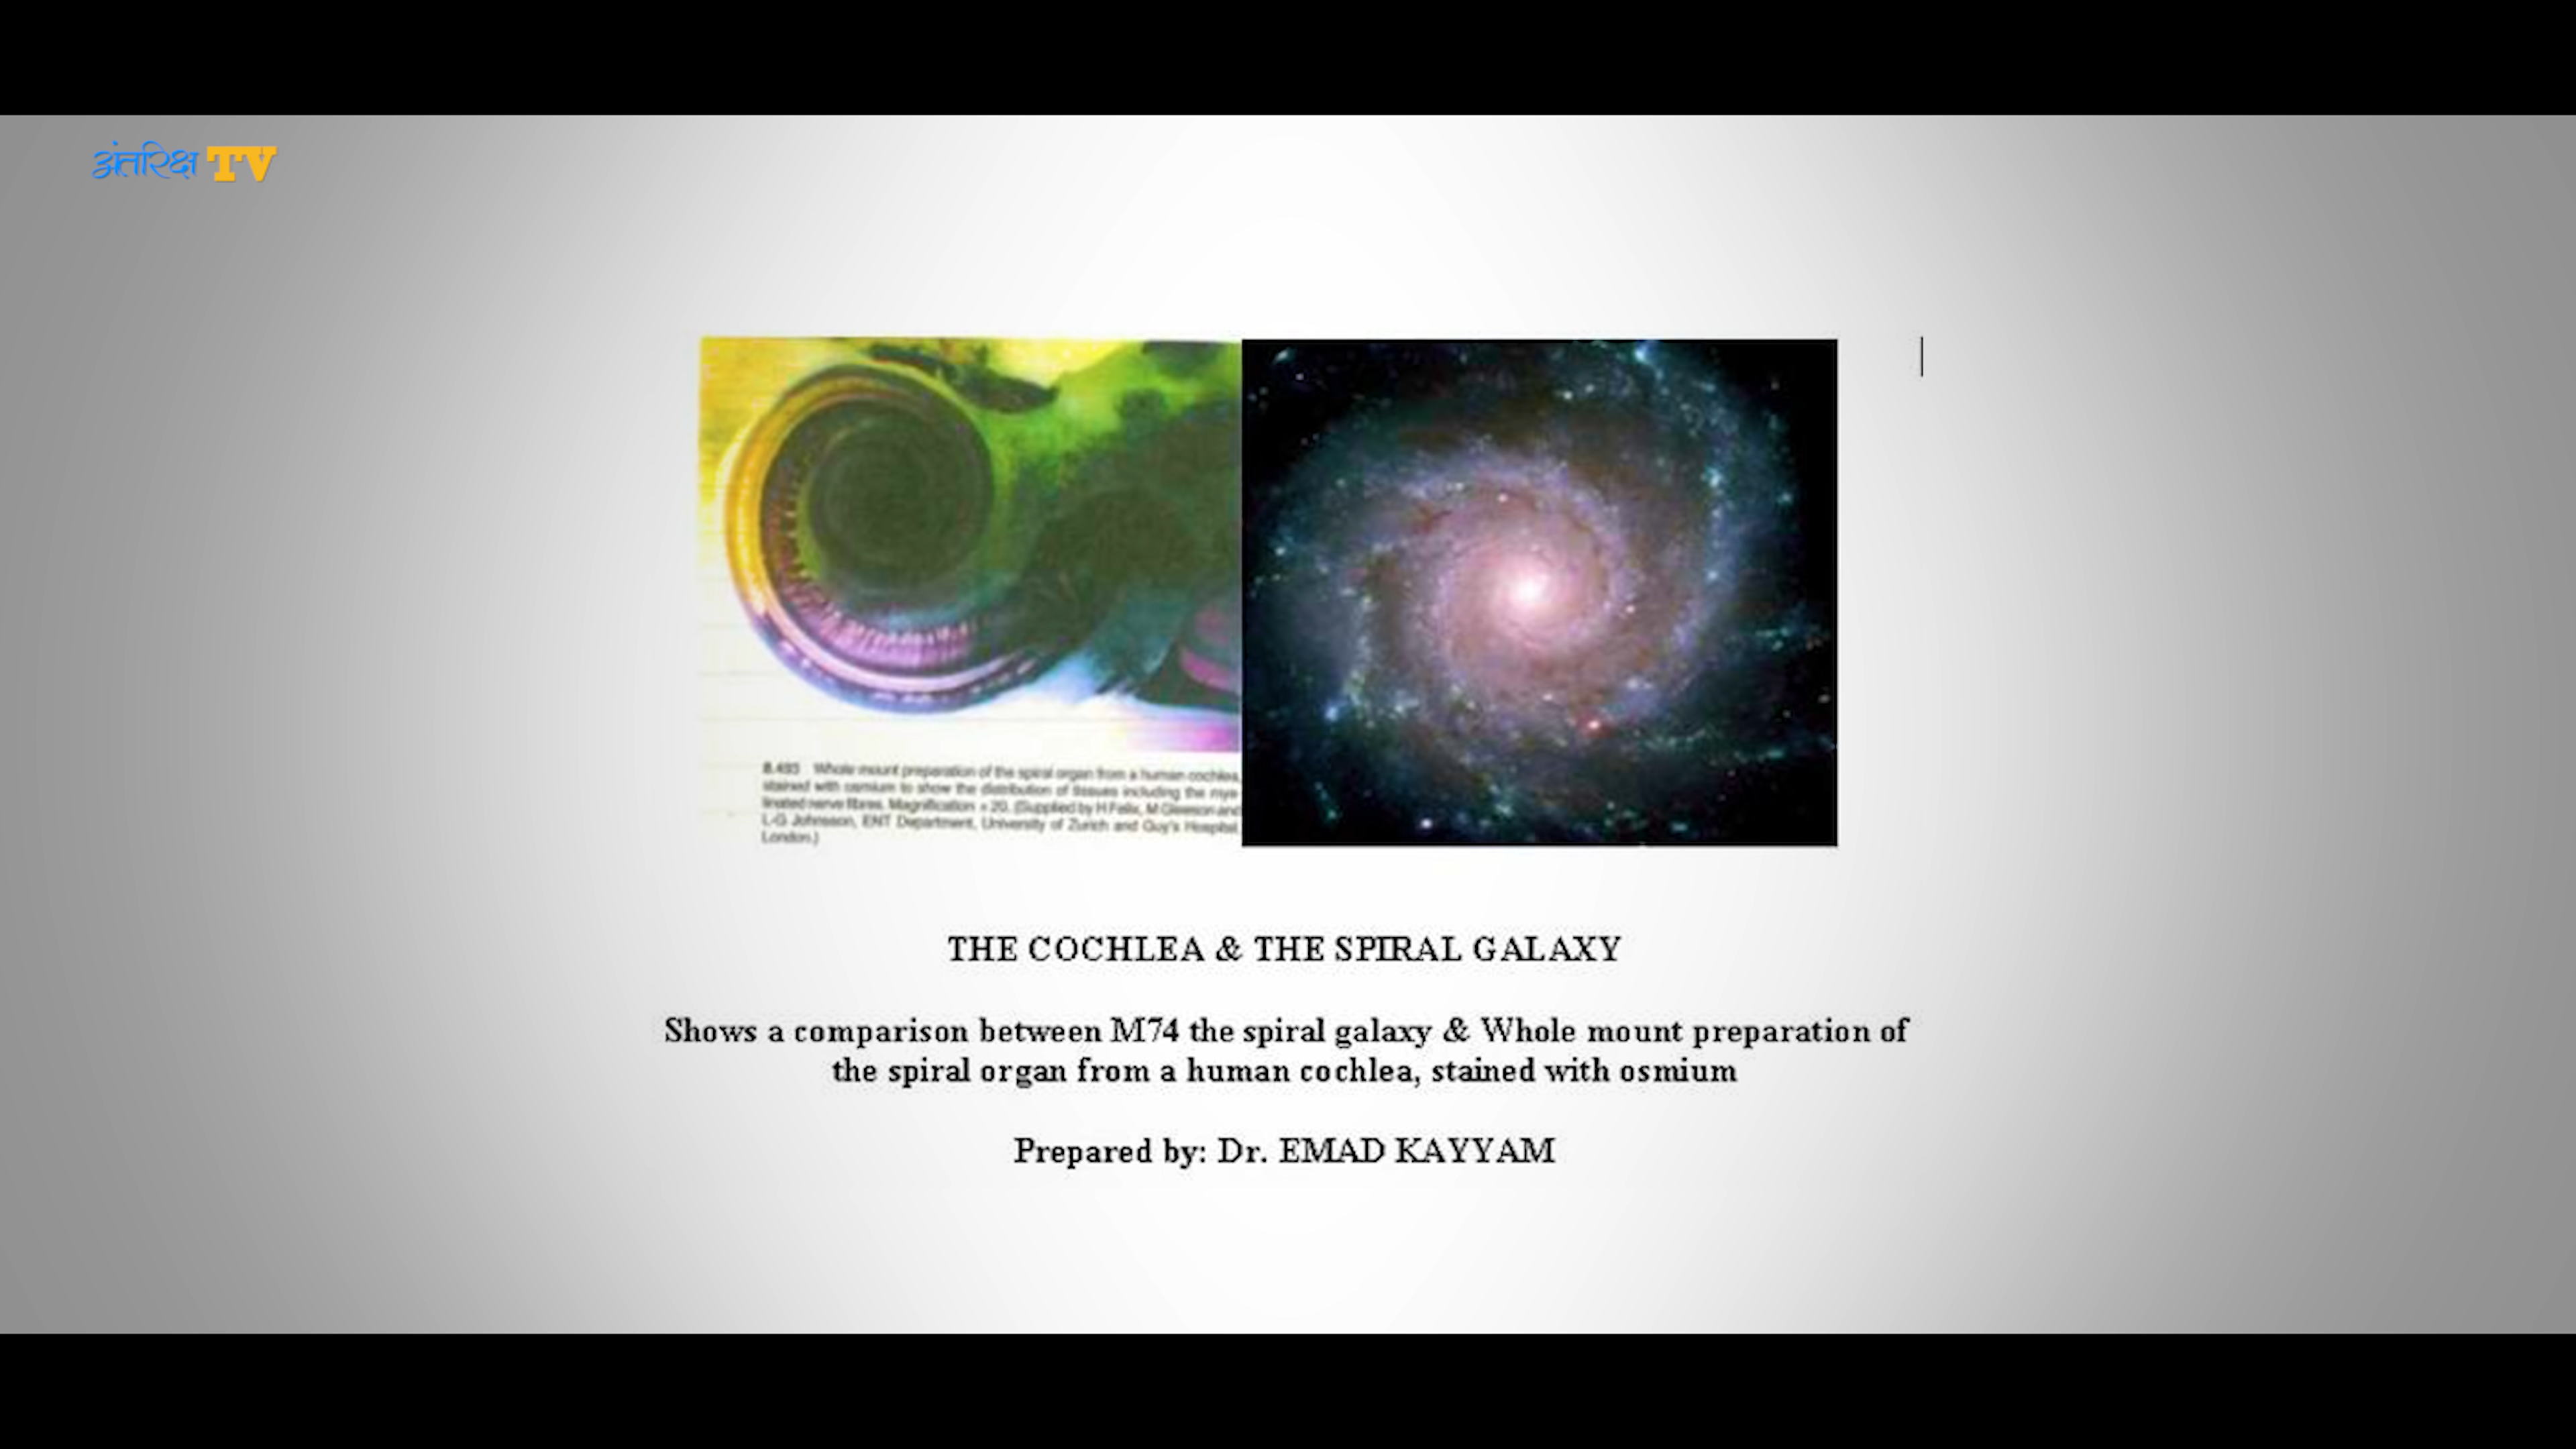 अंतरिक्ष TV
8.493 Whole mount preparation of the spiral organ from a human cochlea,
stained with osmium to show the distribution of tissues including the mye-
linated nerve fibres. Magnification × 20. (Supplied by H Felix, M Gleeson and
L-G Johnsson, ENT Department, University of Zurich and Guy's Hospital,
London.)
THE COCHLEA & THE SPIRAL GALAXY
Shows a comparison between M74 the spiral galaxy & Whole mount preparation of
the spiral organ from a human cochlea, stained with osmium
Prepared by: Dr. EMAD KAYYAM